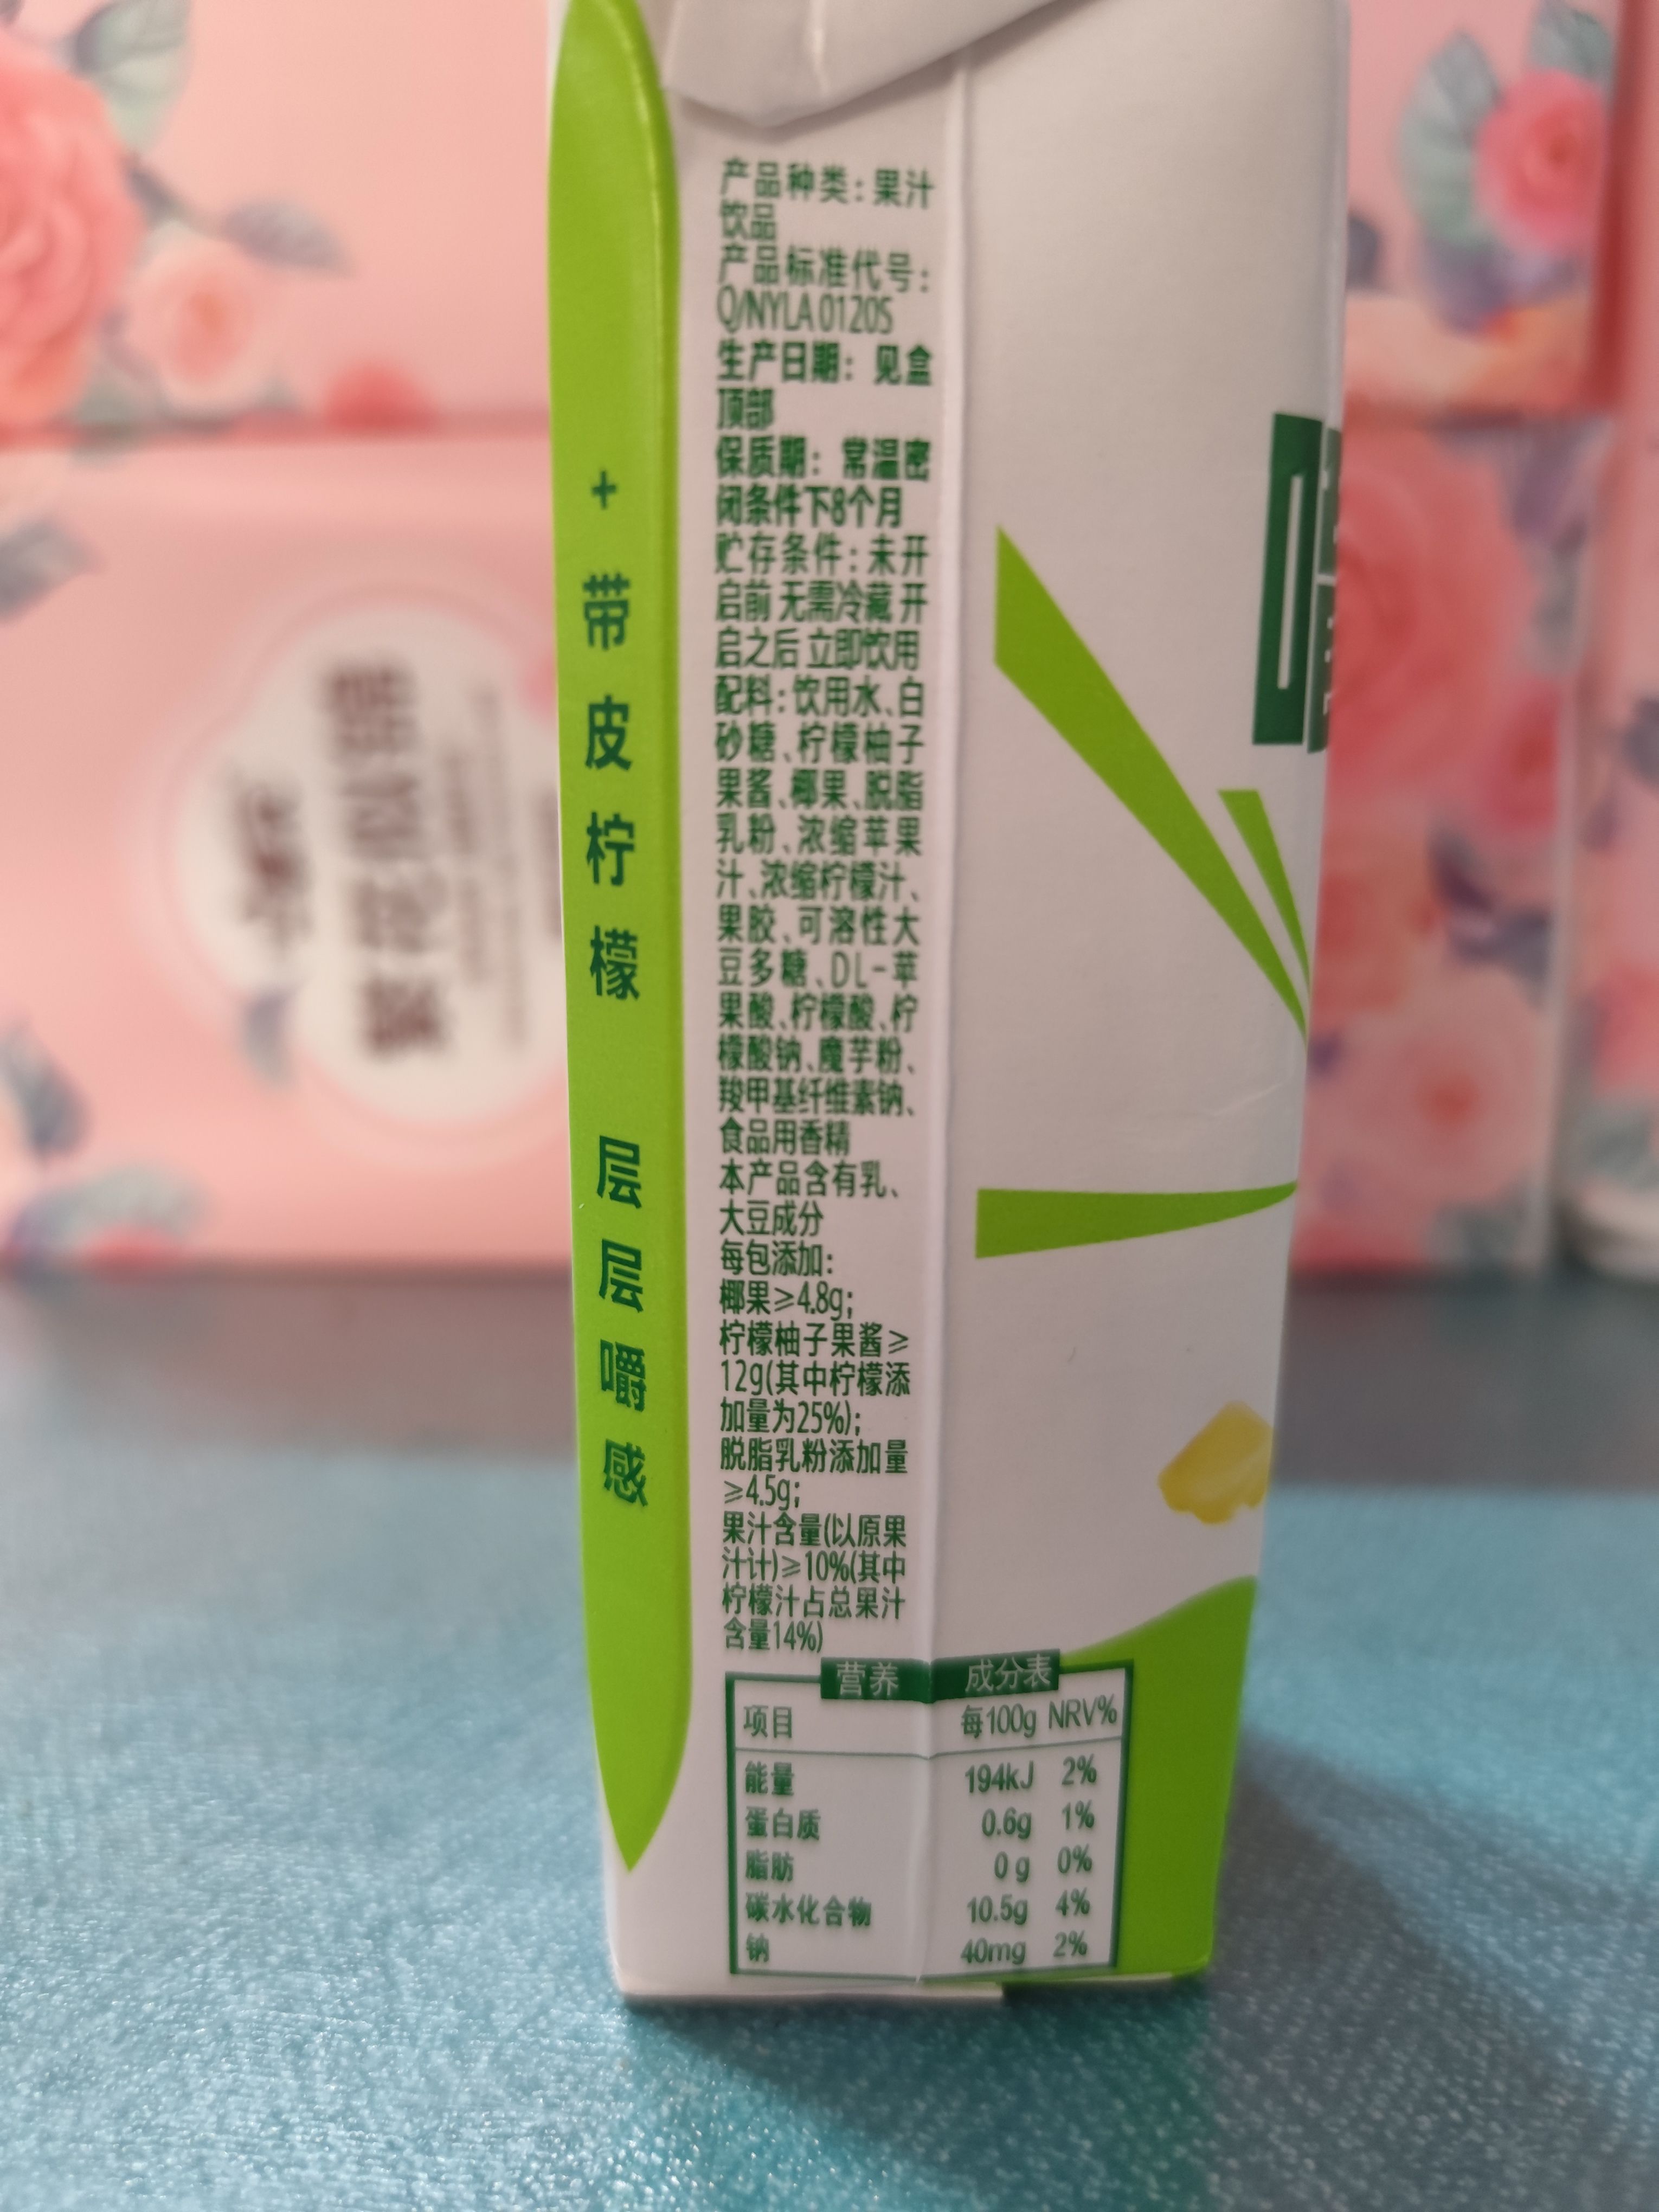 +带皮柠檬 层层嚼感
产品种类:果汁
饮品
产品标准代号:
Q/NYLA 0120S
生产日期: 见盒
顶部
保质期: 常温密
闭条件下8个月
贮存条件:未开
启前 无需冷藏 开
启之后 立即饮用
配料:饮用水、白
砂糖、柠檬柚子
果酱、椰果、脱脂
乳粉、浓缩苹果
汁、浓缩柠檬汁、
果胶、可溶性大
豆多糖、DL-苹
果酸、柠檬酸、柠
檬酸钠、魔芋粉、
羧甲基纤维素钠、
食品用香精
本产品含有乳、
大豆成分
每包添加:
椰果≥4.8g;
柠檬柚子果酱≥
12g(其中柠檬添
加量为25%);
脱脂乳粉添加量
≥4.5g;
果汁含量(以原果
汁计)≥10%(其中
柠檬汁占总果汁
含量14%)
营养成分表
项目 每100g NRV%
能量 194kJ 2%
蛋白质 0.6g 1%
脂肪 0 g 0%
碳水化合物 10.5g 4%
钠 40mg 2%